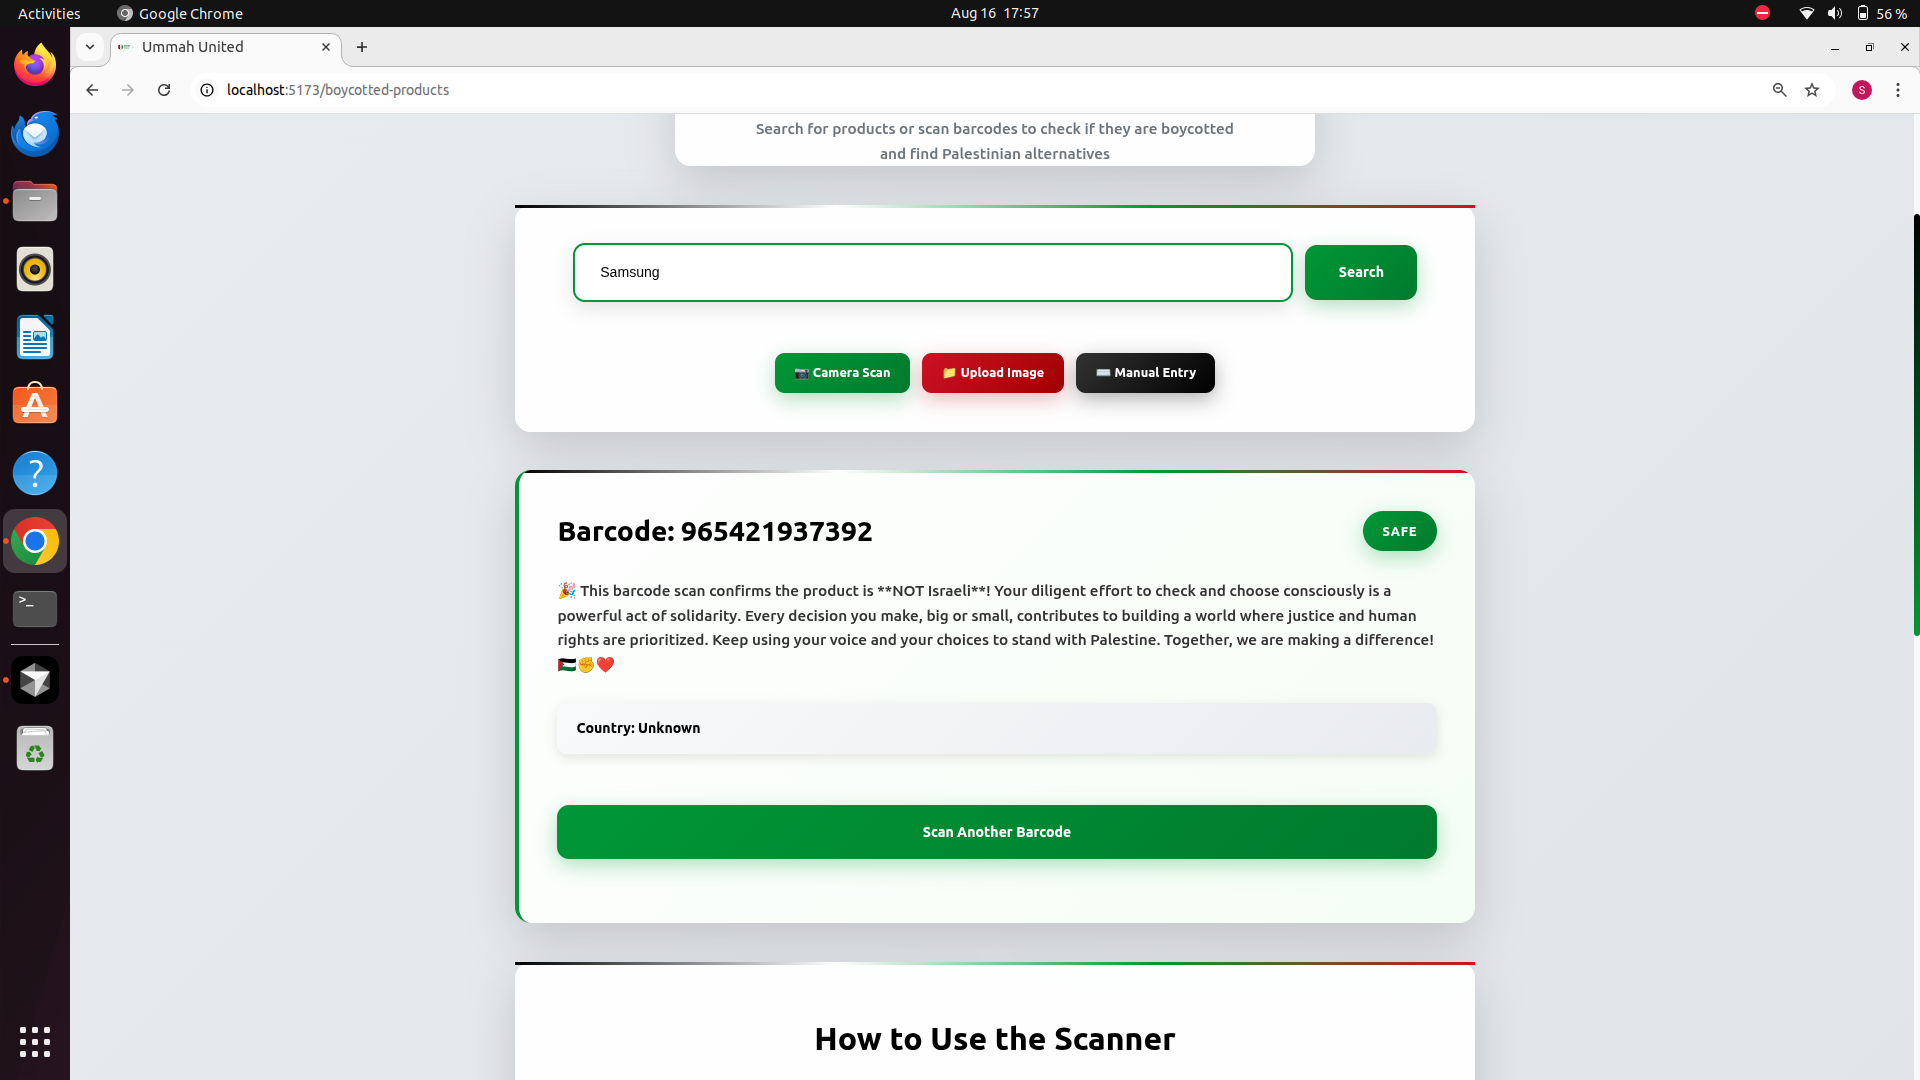 Activities
Google Chrome
Aug 16 17:57
56 %
Ummah United
localhost:5173/boycotted-products
S
Search for products or scan barcodes to check if they are boycotted
and find Palestinian alternatives
Samsung
Search
📷 Camera Scan
📁 Upload Image
⌨️ Manual Entry
Barcode: 965421937392
SAFE
🎉 This barcode scan confirms the product is **NOT Israeli**! Your diligent effort to check and choose consciously is a
powerful act of solidarity. Every decision you make, big or small, contributes to building a world where justice and human
rights are prioritized. Keep using your voice and your choices to stand with Palestine. Together, we are making a difference!
🇵🇸✊❤️
Country: Unknown
Scan Another Barcode
How to Use the Scanner